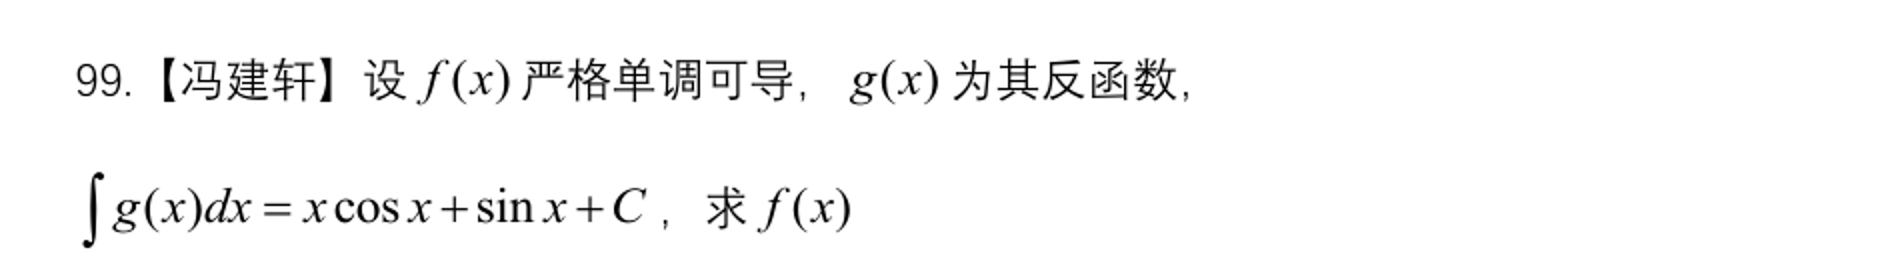 99.【冯建轩】设 f(x) 严格单调可导， g(x) 为其反函数，
∫g(x)dx = x cos x + sin x + C ，求 f(x)